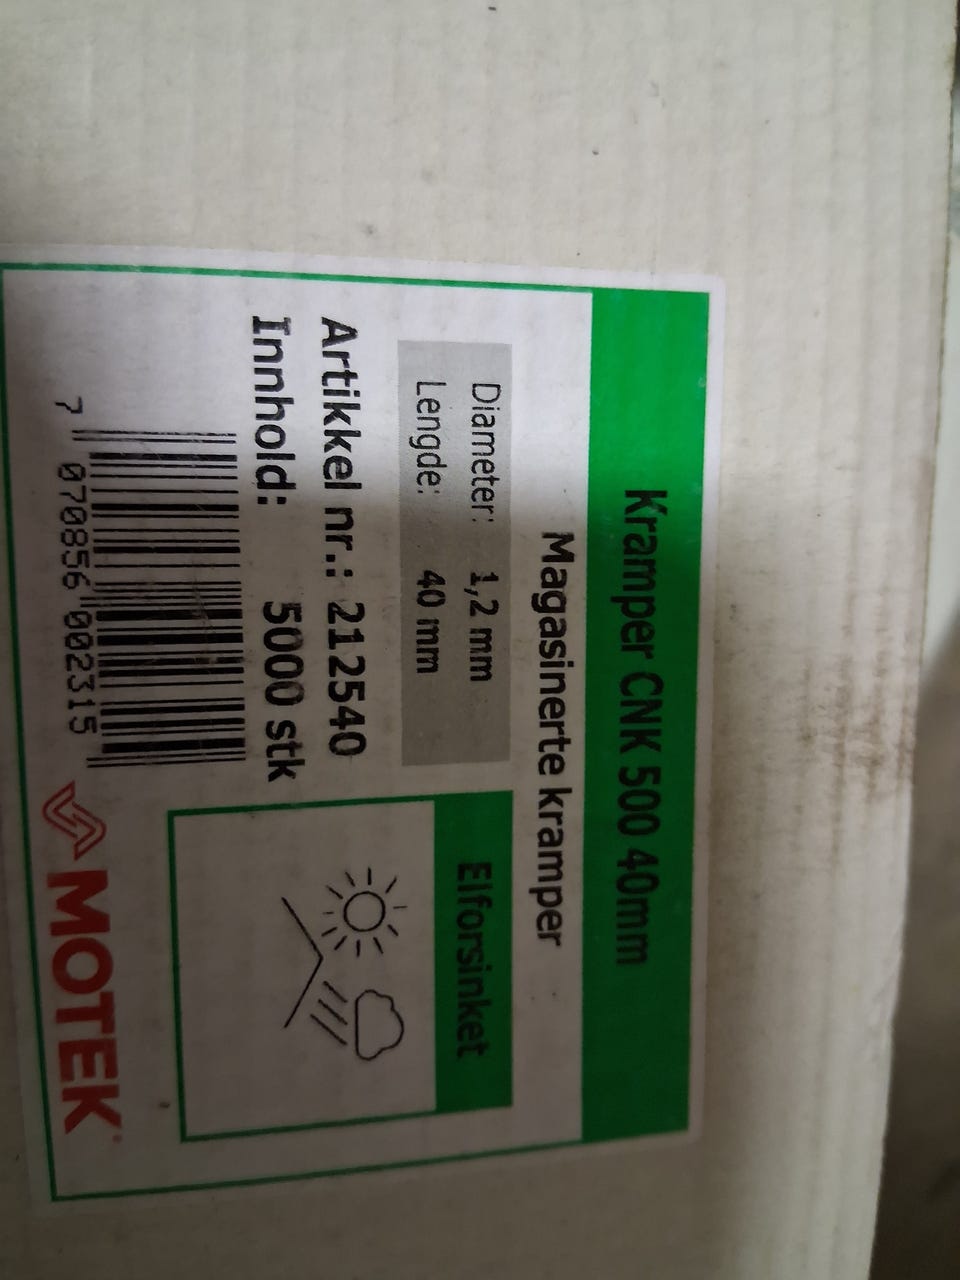 Kramper CNK 500 40mm
Magasinerte kramper
Diameter: 1,2 mm
Lengde: 40 mm
Elforsinket
Artikkel nr.: 212540
Innhold: 5000 stk
7 070856 002315
MOTEK